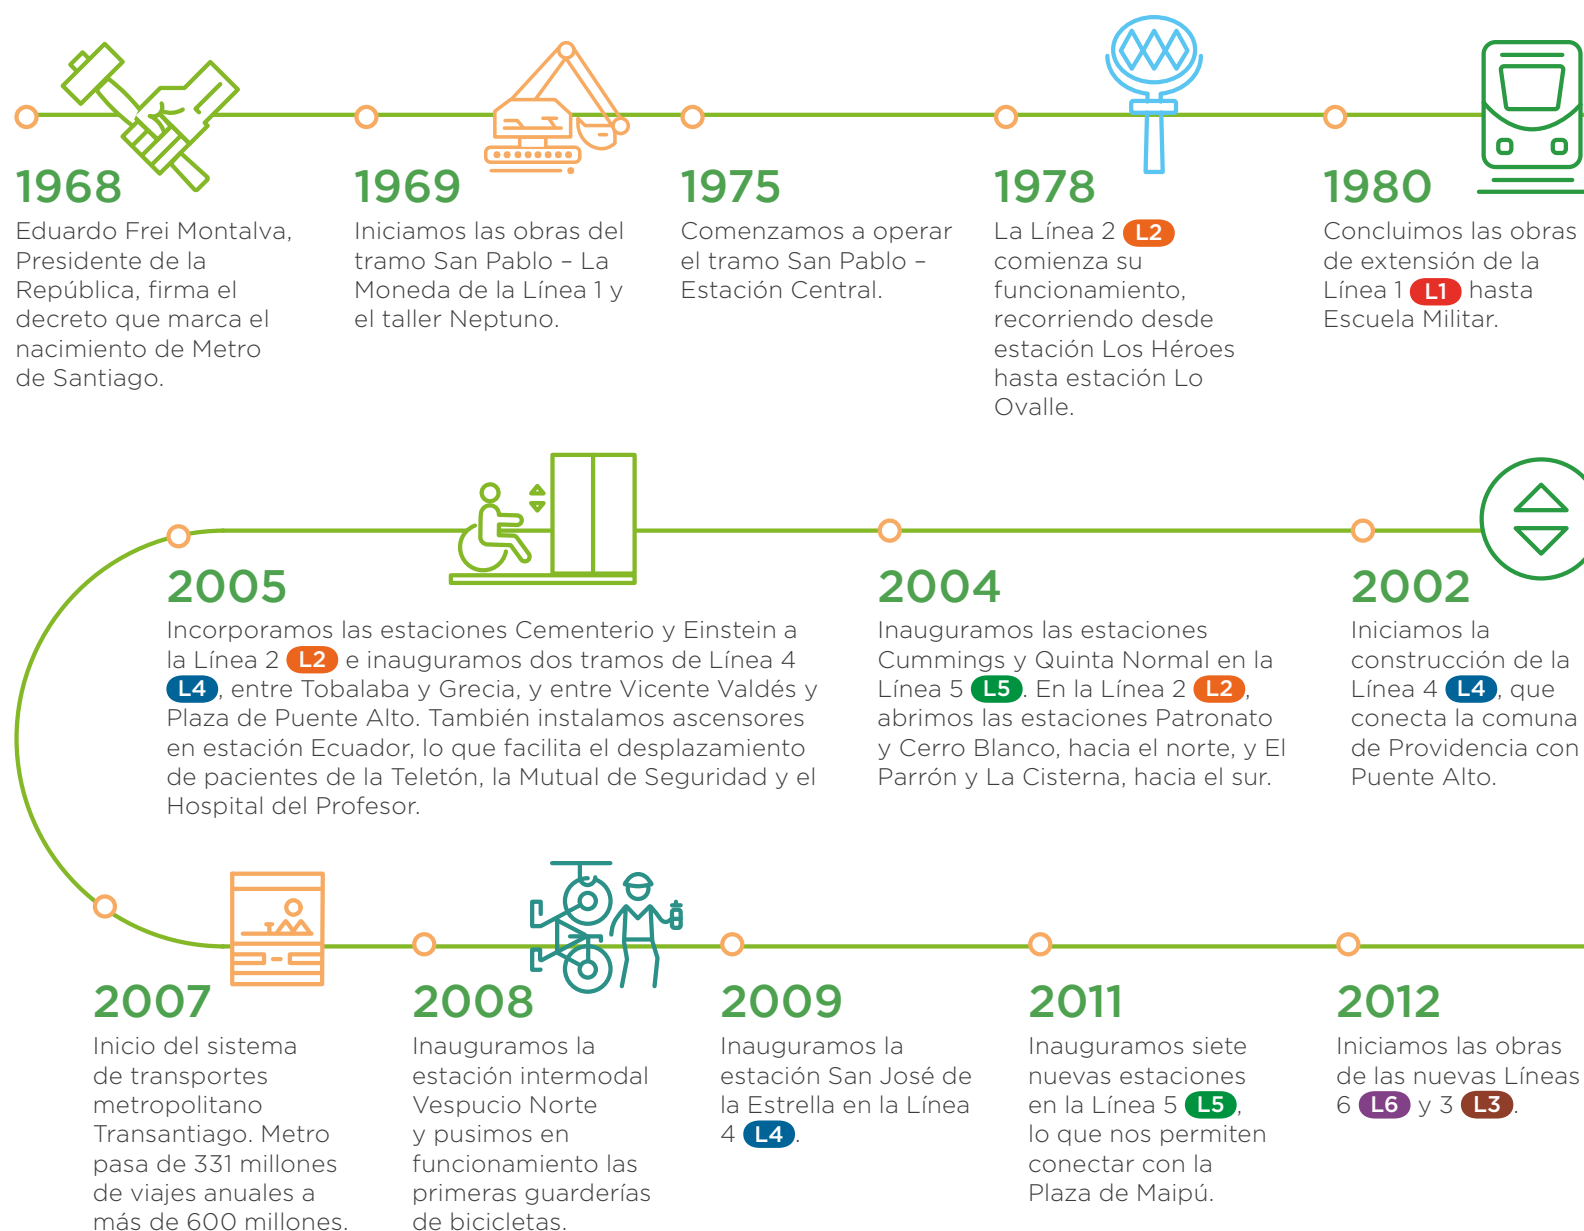 1968
Eduardo Frei Montalva,
Presidente de la
República, firma el
decreto que marca el
nacimiento de Metro
de Santiago.
1969
Iniciamos las obras del
tramo San Pablo – La
Moneda de la Línea 1 y
el taller Neptuno.
1975
Comenzamos a operar
el tramo San Pablo –
Estación Central.
1978
La Línea 2 L2
comienza su
funcionamiento,
recorriendo desde
estación Los Héroes
hasta estación Lo
Ovalle.
1980
Concluimos las obras
de extensión de la
Línea 1 L1 hasta
Escuela Militar.
2005
Incorporamos las estaciones Cementerio y Einstein a
la Línea 2 L2 e inauguramos dos tramos de Línea 4
L4, entre Tobalaba y Grecia, y entre Vicente Valdés y
Plaza de Puente Alto. También instalamos ascensores
en estación Ecuador, lo que facilita el desplazamiento
de pacientes de la Teletón, la Mutual de Seguridad y el
Hospital del Profesor.
2004
Inauguramos las estaciones
Cummings y Quinta Normal en la
Línea 5 L5. En la Línea 2 L2,
abrimos las estaciones Patronato
y Cerro Blanco, hacia el norte, y El
Parrón y La Cisterna, hacia el sur.
2002
Iniciamos la
construcción de la
Línea 4 L4, que
conecta la comuna
de Providencia con
Puente Alto.
2007
Inicio del sistema
de transportes
metropolitano
Transantiago. Metro
pasa de 331 millones
de viajes anuales a
más de 600 millones.
2008
Inauguramos la
estación intermodal
Vespucio Norte
y pusimos en
funcionamiento las
primeras guarderías
de bicicletas.
2009
Inauguramos la
estación San José de
la Estrella en la Línea
4 L4.
2011
Inauguramos siete
nuevas estaciones
en la Línea 5 L5,
lo que nos permiten
conectar con la
Plaza de Maipú.
2012
Iniciamos las obras
de las nuevas Líneas
6 L6 y 3 L3.